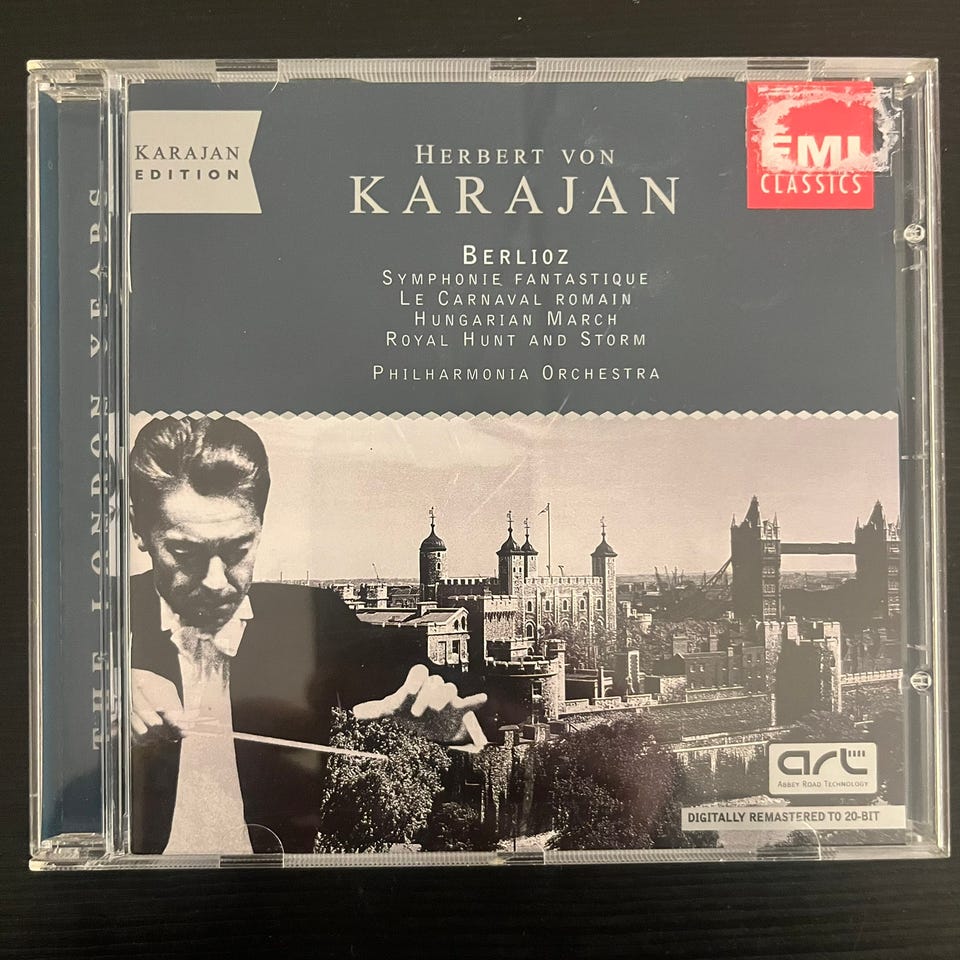 KARAJAN
EDITION
HERBERT VON
KARAJAN
EMI
CLASSICS
BERLIOZ
SYMPHONIE FANTASTIQUE
LE CARNAVAL ROMAIN
HUNGARIAN MARCH
ROYAL HUNT AND STORM
PHILHARMONIA ORCHESTRA
THE LONDON YEARS
art
ABBEY ROAD TECHNOLOGY
DIGITALLY REMASTERED TO 20-BIT